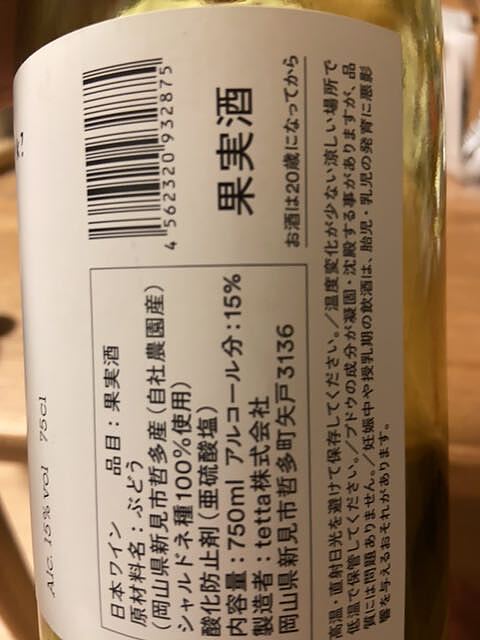 Alc. 15% vol 75cl
4 562320 932875
果実酒
お酒は20歳になってから
日本ワイン 品目：果実酒
原材料名：ぶどう
(岡山県新見市哲多産(自社農園産)
シャルドネ種100%使用)
酸化防止剤(亜硫酸塩)
内容量：750ml アルコール分：15%
製造者：tetta株式会社
岡山県新見市哲多町矢戸3136
高温・直射日光を避けて保存してください。/温度変化が少ない涼しい場所で
低温で保管してください。/ブドウの成分が凝固・沈殿する事がありますが、品
質には問題ありません。/妊娠中や授乳期の飲酒は、胎児・乳児の発育に悪影
響を与えるおそれがあります。